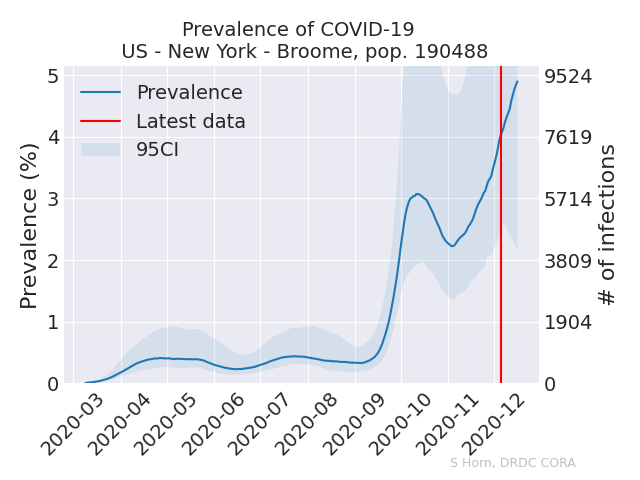 Prevalence of COVID-19
US - New York - Broome, pop. 190488
Prevalence (%)
5
4
3
2
1
0
Prevalence
Latest data
95CI
9524
7619
5714
3809
1904
0
# of infections
2020-03
2020-04
2020-05
2020-06
2020-07
2020-08
2020-09
2020-10
2020-11
2020-12
S Horn, DRDC CORA